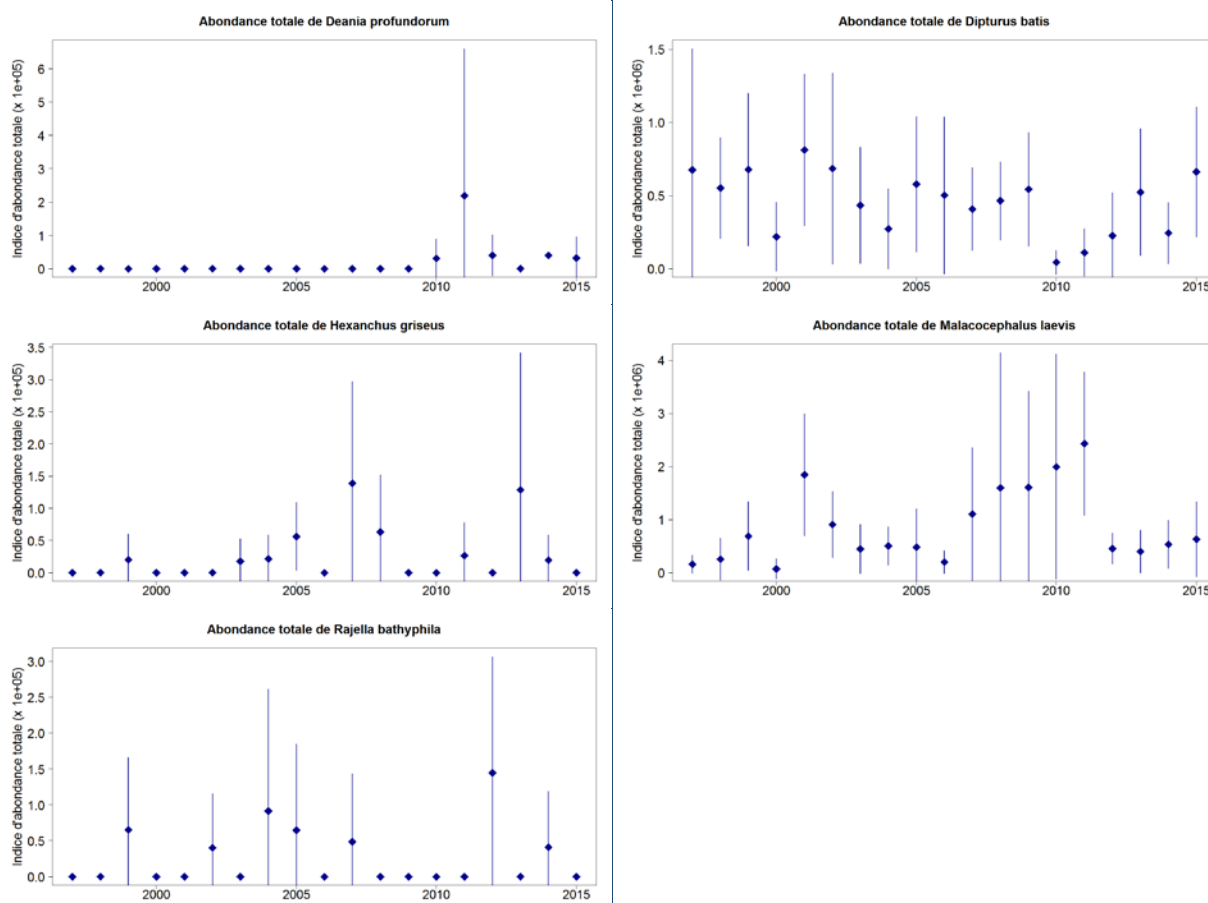 Abondance totale de Deania profundorum
Indice d'abondance totale (x 1e+05)
6
5
4
3
2
1
0
2000 2005 2010 2015
Abondance totale de Dipturus batis
Indice d'abondance totale (x 1e+06)
1.5
1.0
0.5
0.0
2000 2005 2010 2015
Abondance totale de Hexanchus griseus
Indice d'abondance totale (x 1e+05)
3.5
3.0
2.5
2.0
1.5
1.0
0.5
0.0
2000 2005 2010 2015
Abondance totale de Malacocephalus laevis
Indice d'abondance totale (x 1e+06)
4
3
2
1
0
2000 2005 2010 2015
Abondance totale de Rajella bathyphila
Indice d'abondance totale (x 1e+05)
3.0
2.5
2.0
1.5
1.0
0.5
0.0
2000 2005 2010 2015